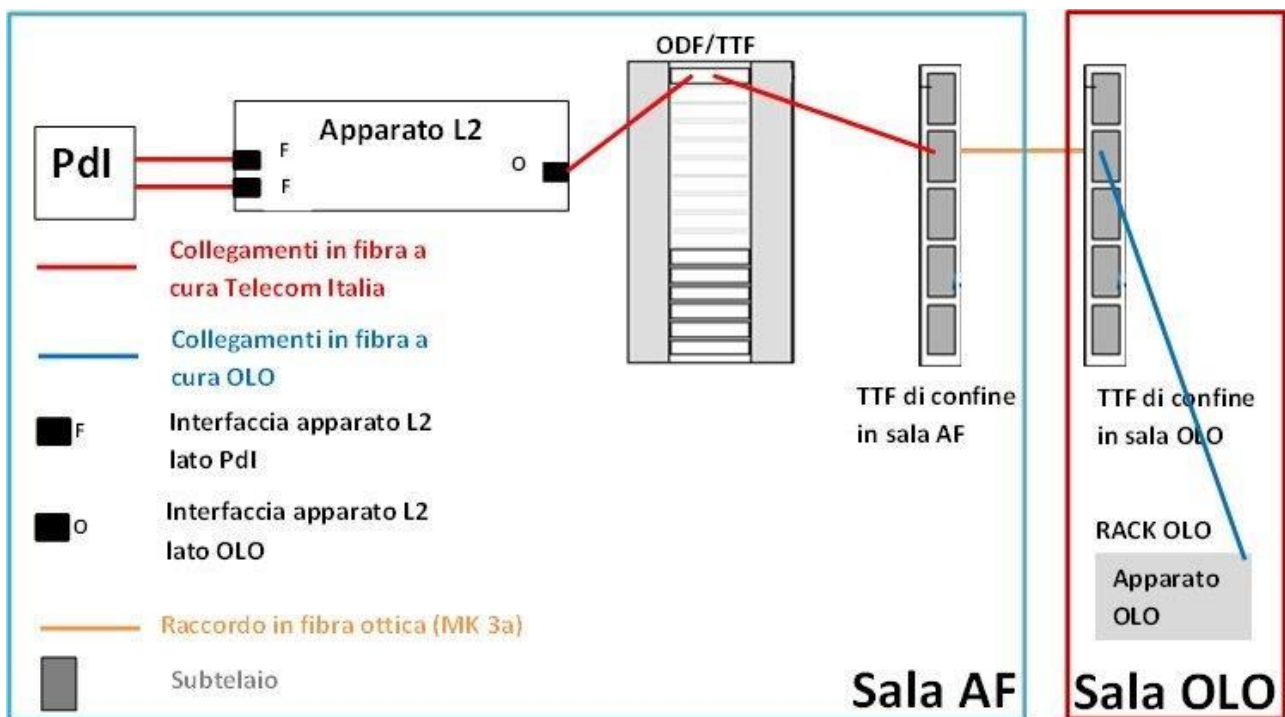 ODF/TTF
Apparato L2
PdI
F
F
O
Collegamenti in fibra a
cura Telecom Italia
Collegamenti in fibra a
cura OLO
F
Interfaccia apparato L2
lato PdI
O
Interfaccia apparato L2
lato OLO
Raccordo in fibra ottica (MK 3a)
Subtelaio
TTF di confine
in sala AF
Sala AF
TTF di confine
in sala OLO
RACK OLO
Apparato
OLO
Sala OLO